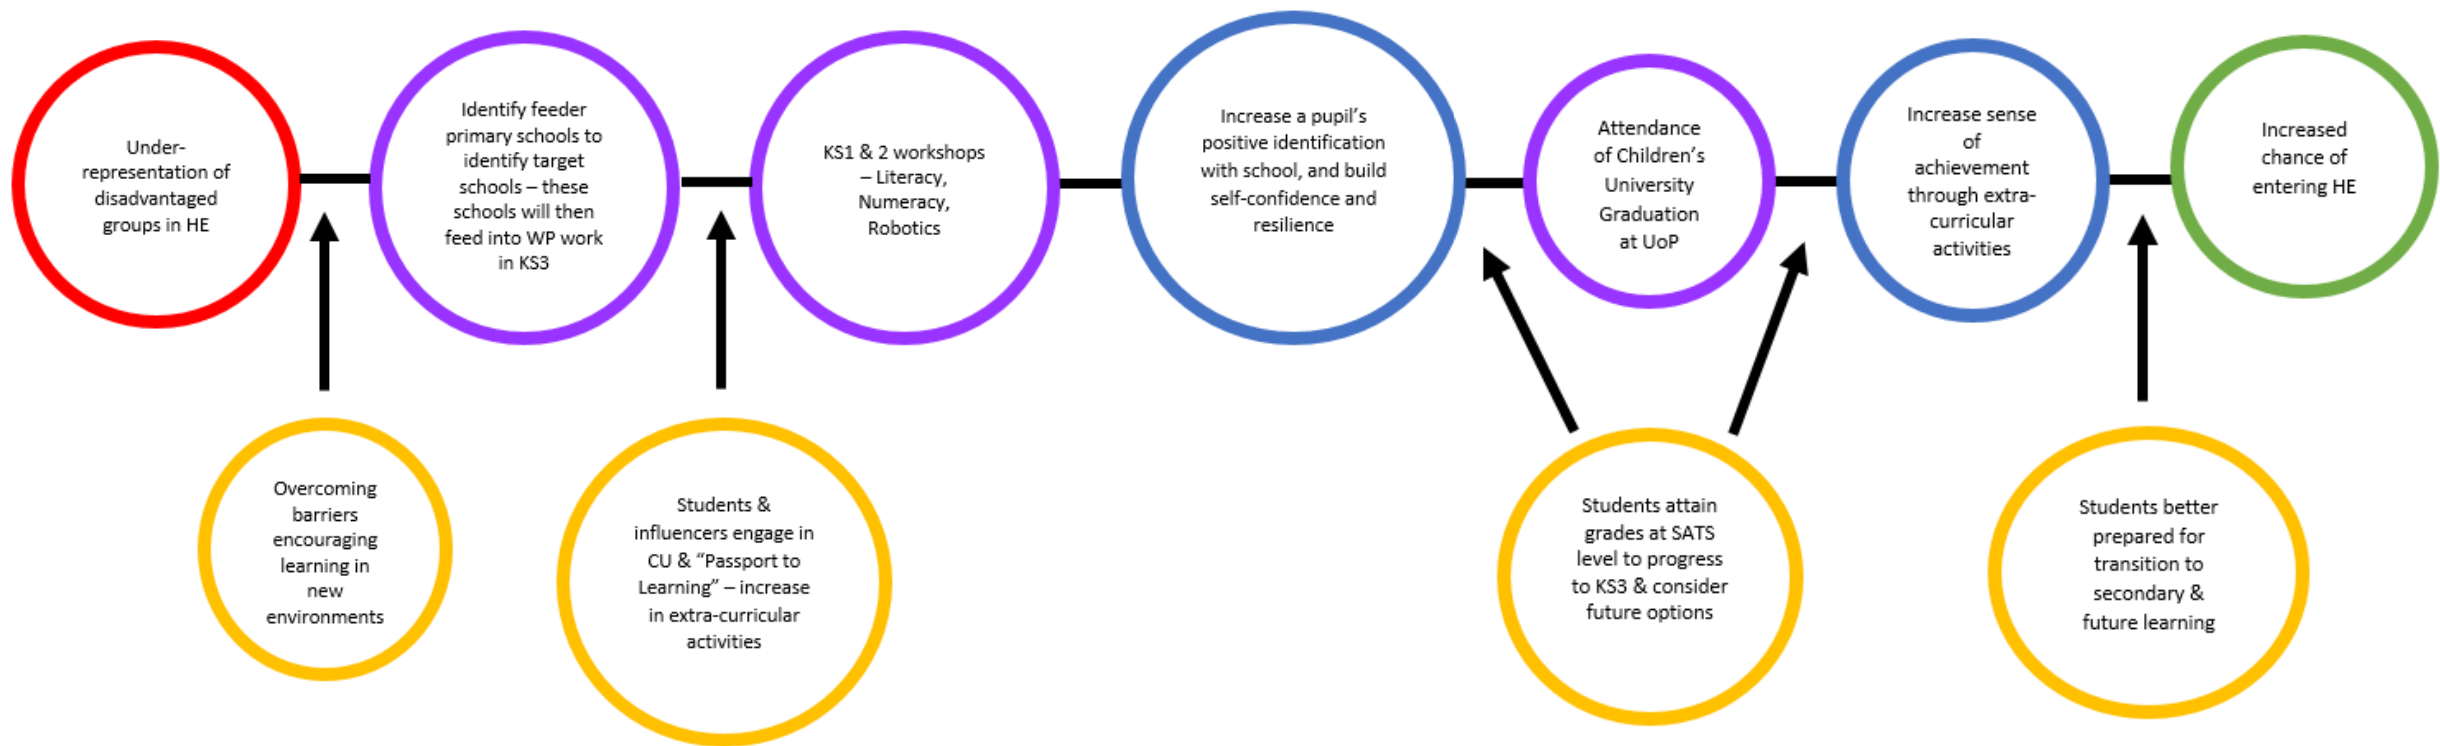 Under-
representation of
disadvantaged
groups in HE
Identify feeder
primary schools to
identify target
schools – these
schools will then
feed into WP work
in KS3
KS1 & 2 workshops
– Literacy,
Numeracy,
Robotics
Increase a pupil’s
positive identification
with school, and build
self-confidence and
resilience
Attendance
of Children’s
University
Graduation
at UoP
Increase sense
of
achievement
through extra-
curricular
activities
Increased
chance of
entering HE
Overcoming
barriers
encouraging
learning in
new
environments
Students &
influencers engage in
CU & “Passport to
Learning” – increase
in extra-curricular
activities
Students attain
grades at SATS
level to progress
to KS3 & consider
future options
Students better
prepared for
transition to
secondary &
future learning